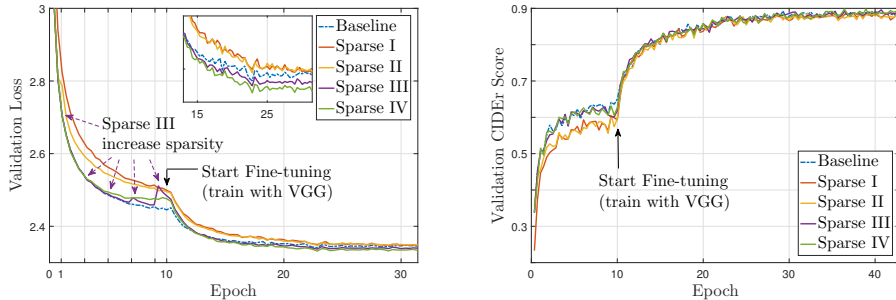 3
2.8
2.6
2.4
Validation Loss
0 1
10
20
30
Epoch
Sparse III
increase sparsity
Start Fine-tuning
(train with VGG)
15
25
Baseline
Sparse I
Sparse II
Sparse III
Sparse IV
0.9
0.7
0.5
0.3
Validation CIDEr Score
0
10
20
30
40
Epoch
Start Fine-tuning
(train with VGG)
Baseline
Sparse I
Sparse II
Sparse III
Sparse IV